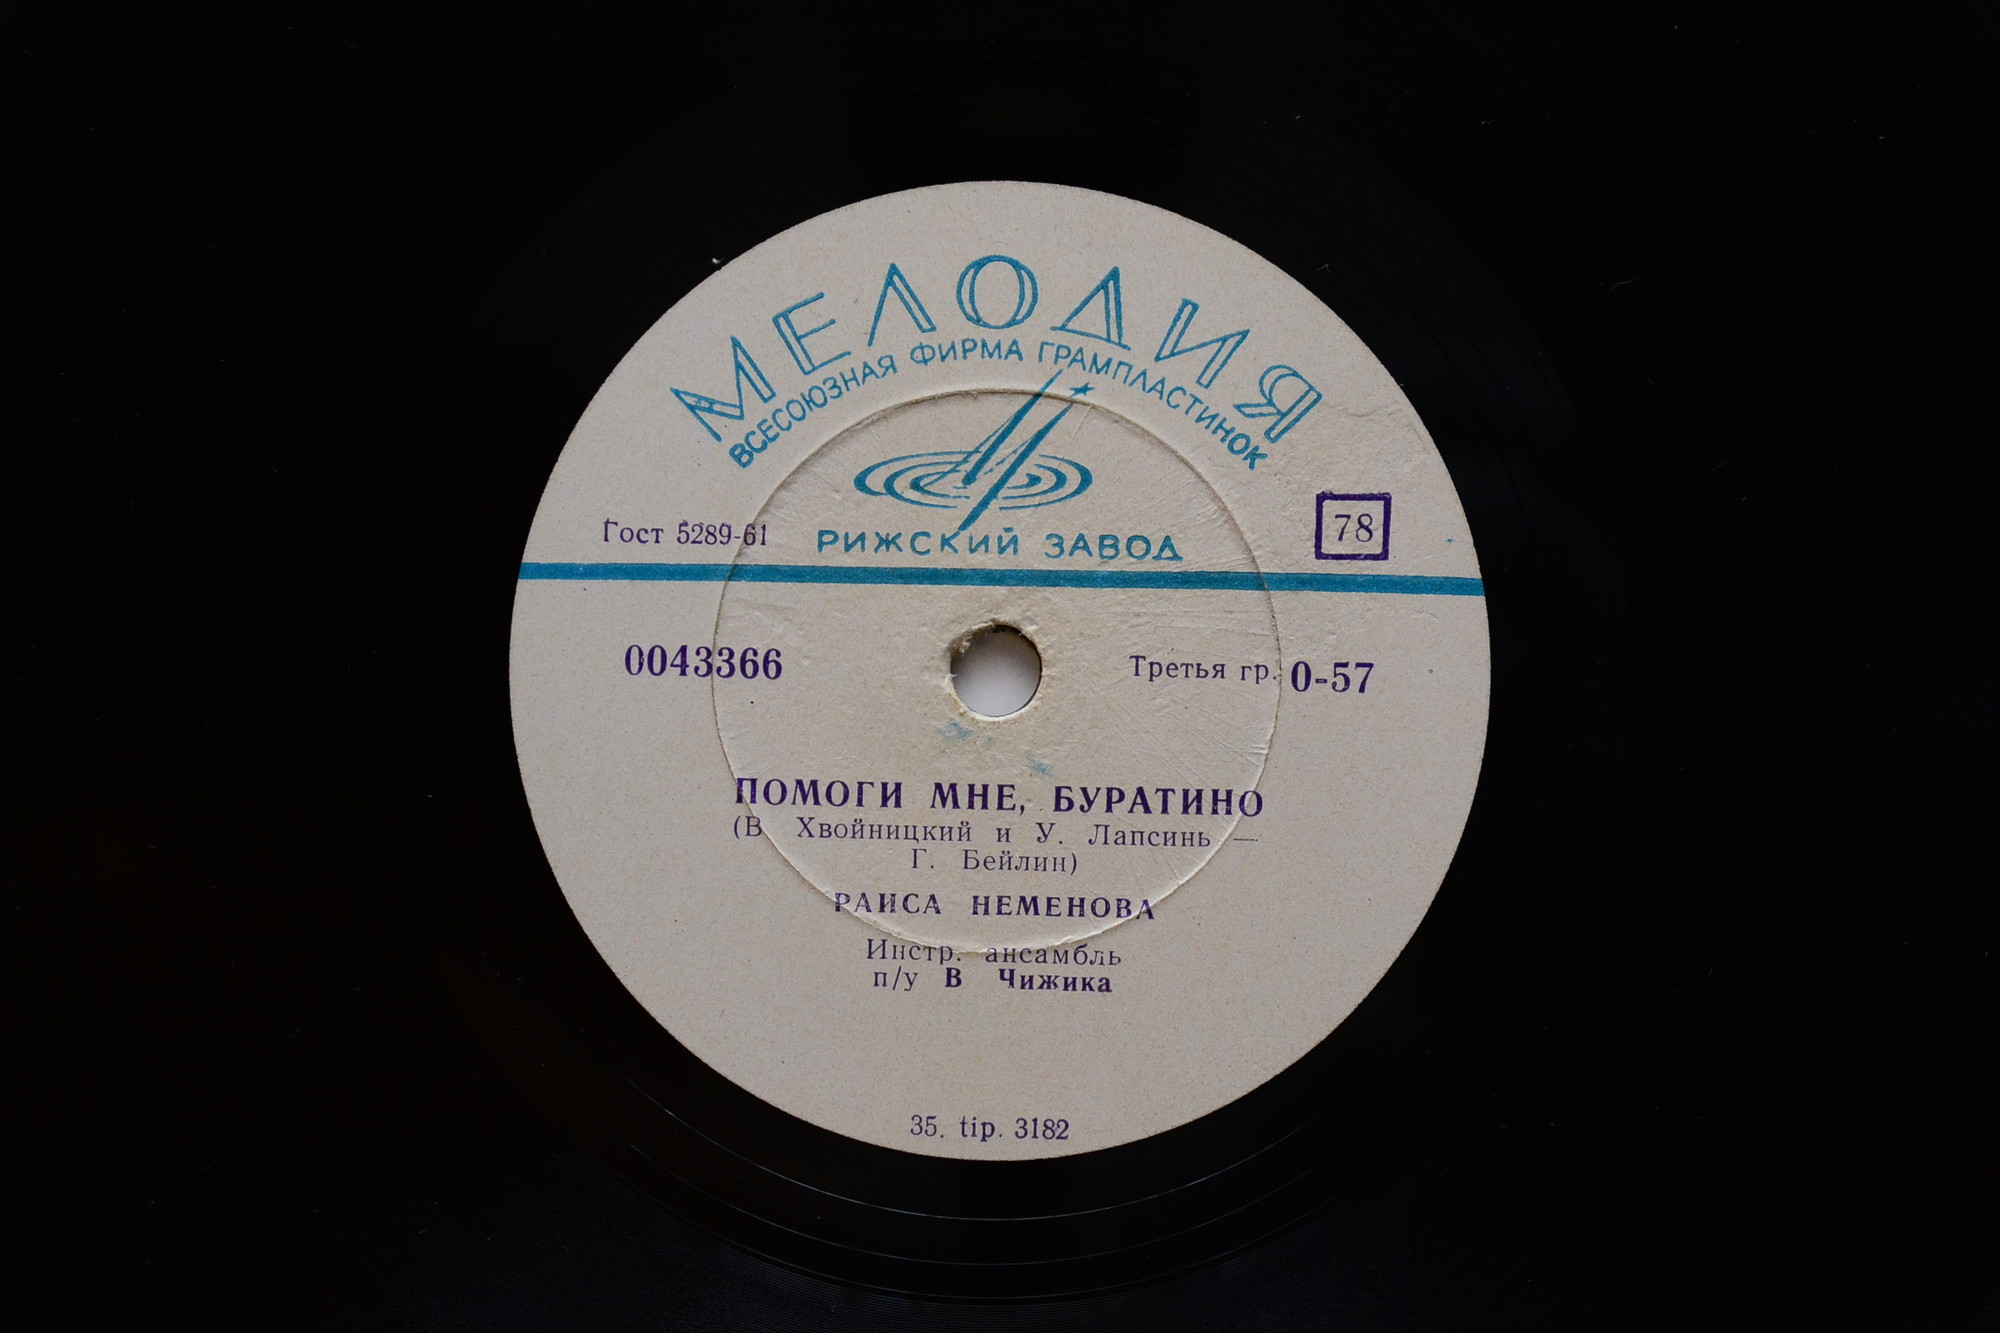 МЕЛОДИЯ
ВСЕСОЮЗНАЯ ФИРМА ГРАМПЛАСТИНОК
Гост 5289-61
РИЖСКИЙ ЗАВОД
78
0043366
Третья гр. 0-57
ПОМОГИ МНЕ, БУРАТИНО
(В Хвойницкий и У. Лапсинь —
Г. Бейлин)
РАИСА НЕМЕНОВА
Инстр. ансамбль
п/у В Чижика
35. tip. 3182